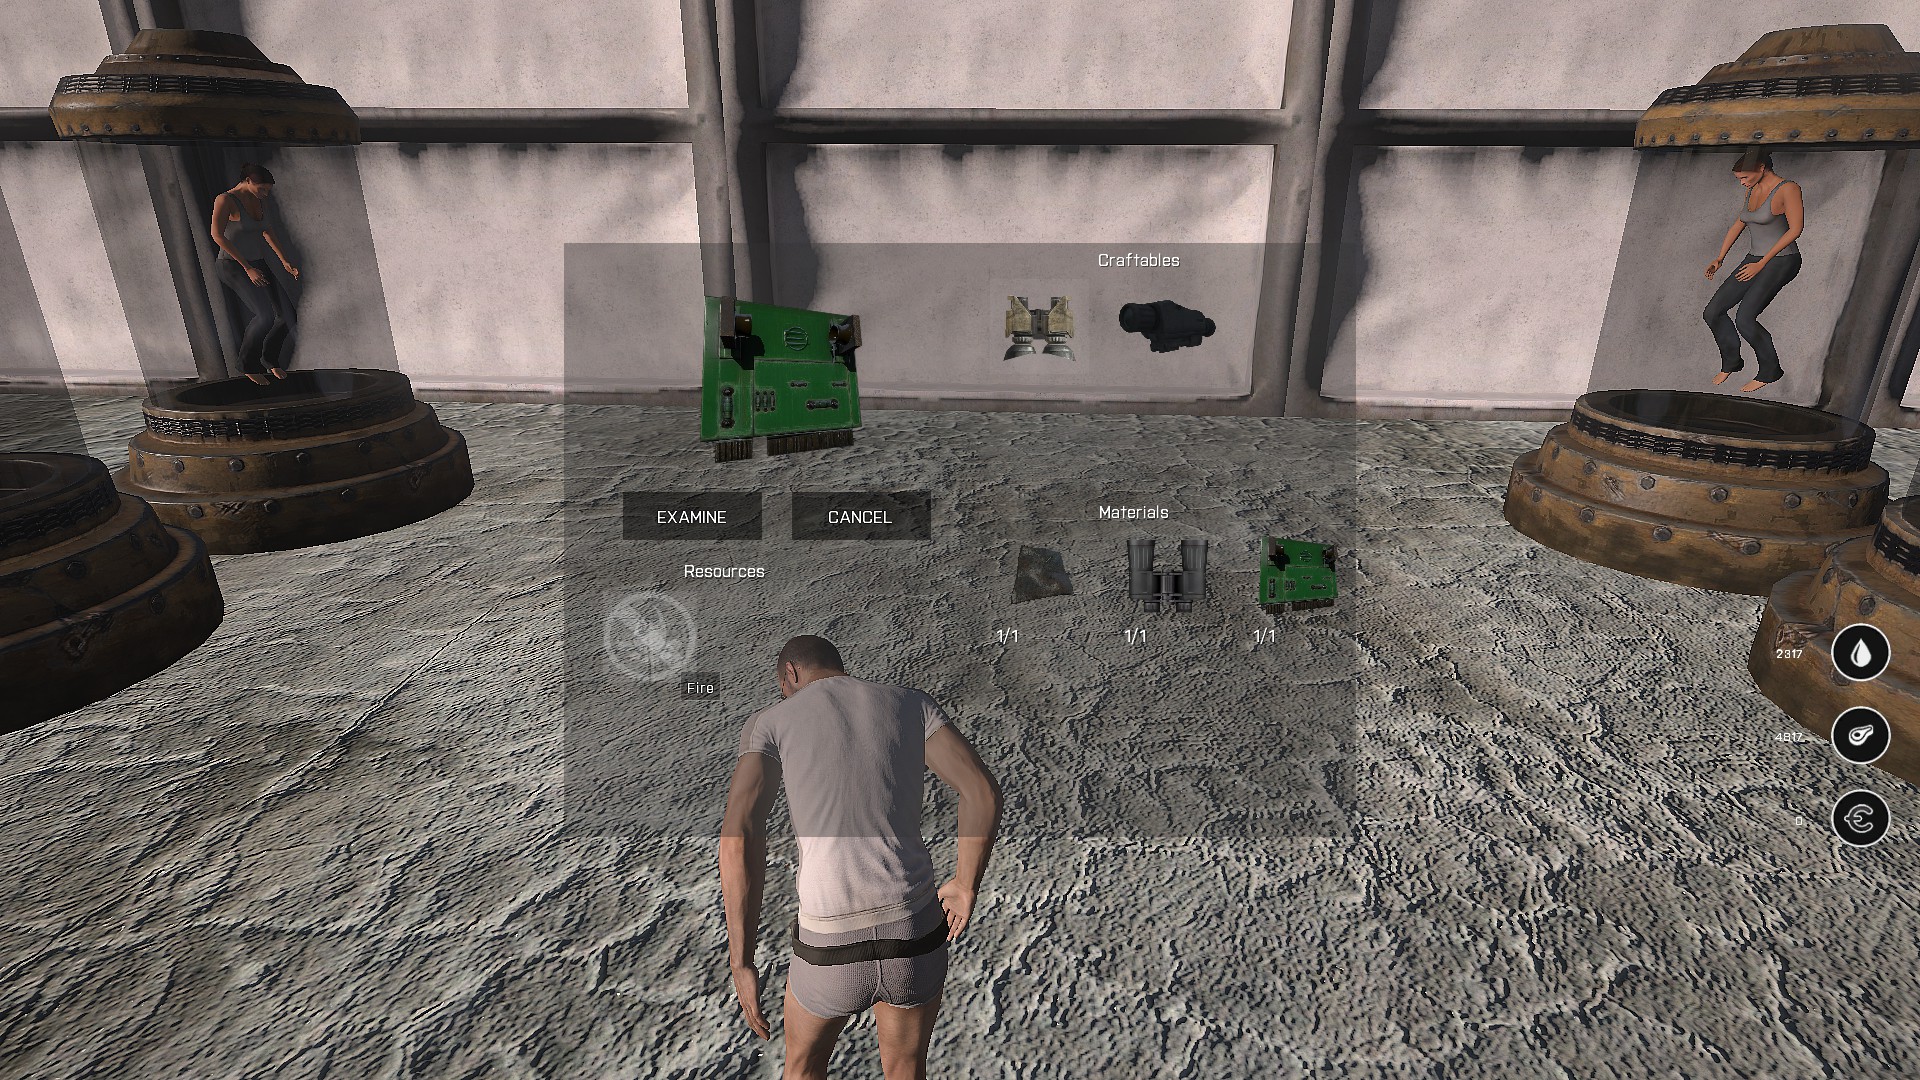 Craftables
EXAMINE
CANCEL
Materials
Resources
1/1
1/1
1/1
Fire
2317
4817
0